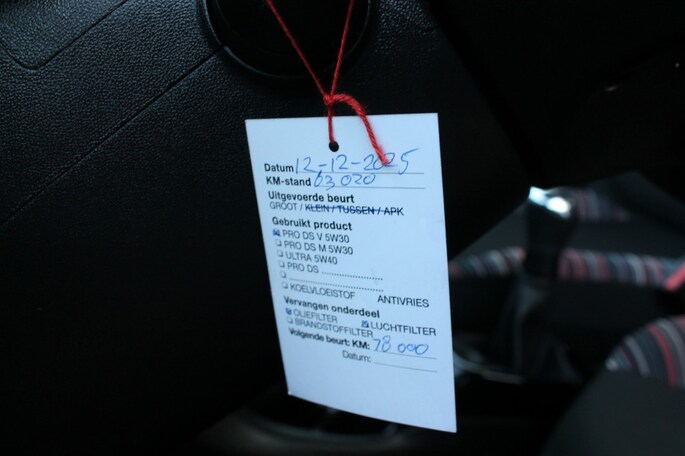 Datum 12-12-2025
KM-stand 63 020
Uitgevoerde beurt
GROOT / KLEIN / TUSSEN / APK
Gebruikt product
PRO DS V 5W30
PRO DS M 5W30
ULTRA 5W40
PRO DS ..................
KOELVLOEISTOF ANTIVRIES
Vervangen onderdeel
OLIEFILTER LUCHTFILTER
BRANDSTOFFILTER
Volgende beurt: KM: 78 000
Datum: